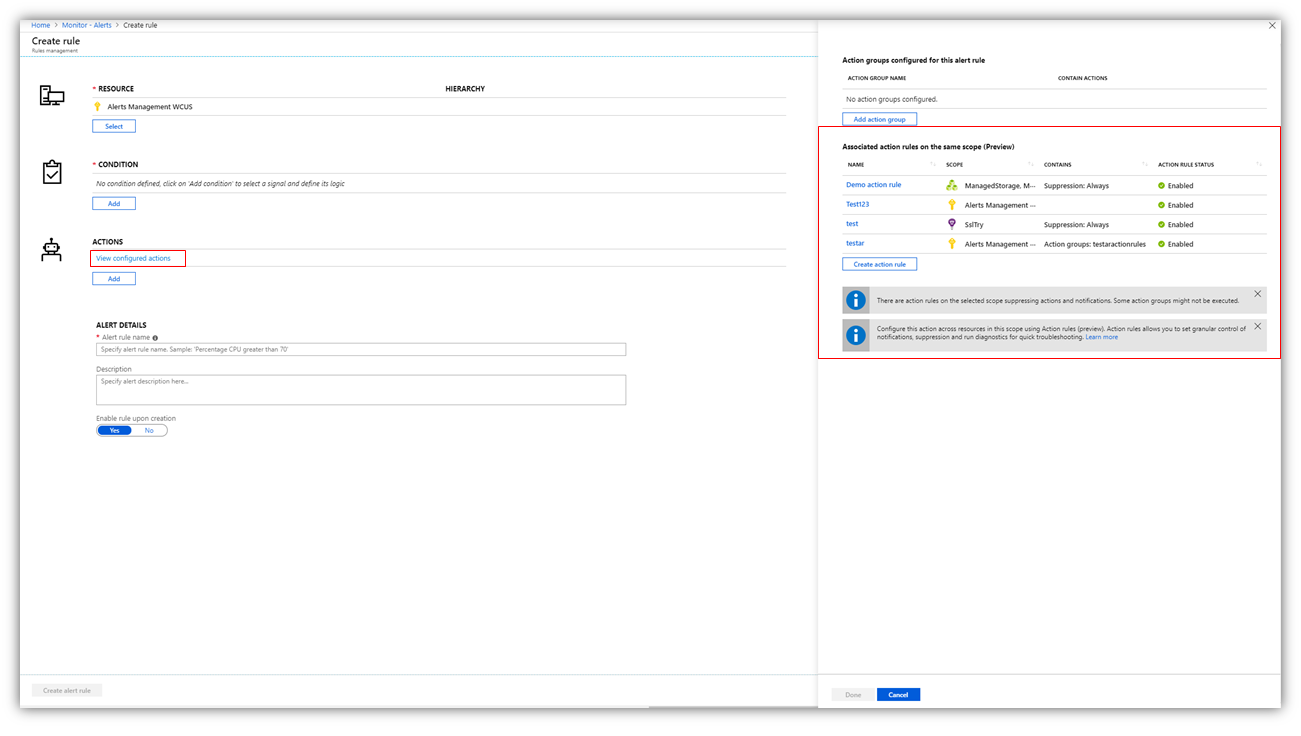 Home > Monitor - Alerts > Create rule
Create rule
Rules management
* RESOURCE HIERARCHY
Alerts Management WCUS
Select
* CONDITION
No condition defined, click on 'Add condition' to select a signal and define its logic
Add
ACTIONS
View configured actions
Add
ALERT DETAILS
* Alert rule name
Specify alert rule name. Sample: 'Percentage CPU greater than 70'
Description
Specify alert description here...
Enable rule upon creation
Yes No
Create alert rule
Action groups configured for this alert rule
ACTION GROUP NAME CONTAIN ACTIONS
No action groups configured.
Add action group
Associated action rules on the same scope (Preview)
NAME SCOPE CONTAINS ACTION RULE STATUS
Demo action rule ManagedStorage, M... Suppression: Always Enabled
Test123 Alerts Management ... Enabled
test SslTry Suppression: Always Enabled
testar Alerts Management ... Action groups: testaractionrules Enabled
Create action rule
There are action rules on the selected scope suppressing actions and notifications. Some action groups might not be executed.
Configure this action across resources in this scope using Action rules (preview). Action rules allows you to set granular control of
notifications, suppression and run diagnostics for quick troubleshooting. Learn more
Done Cancel